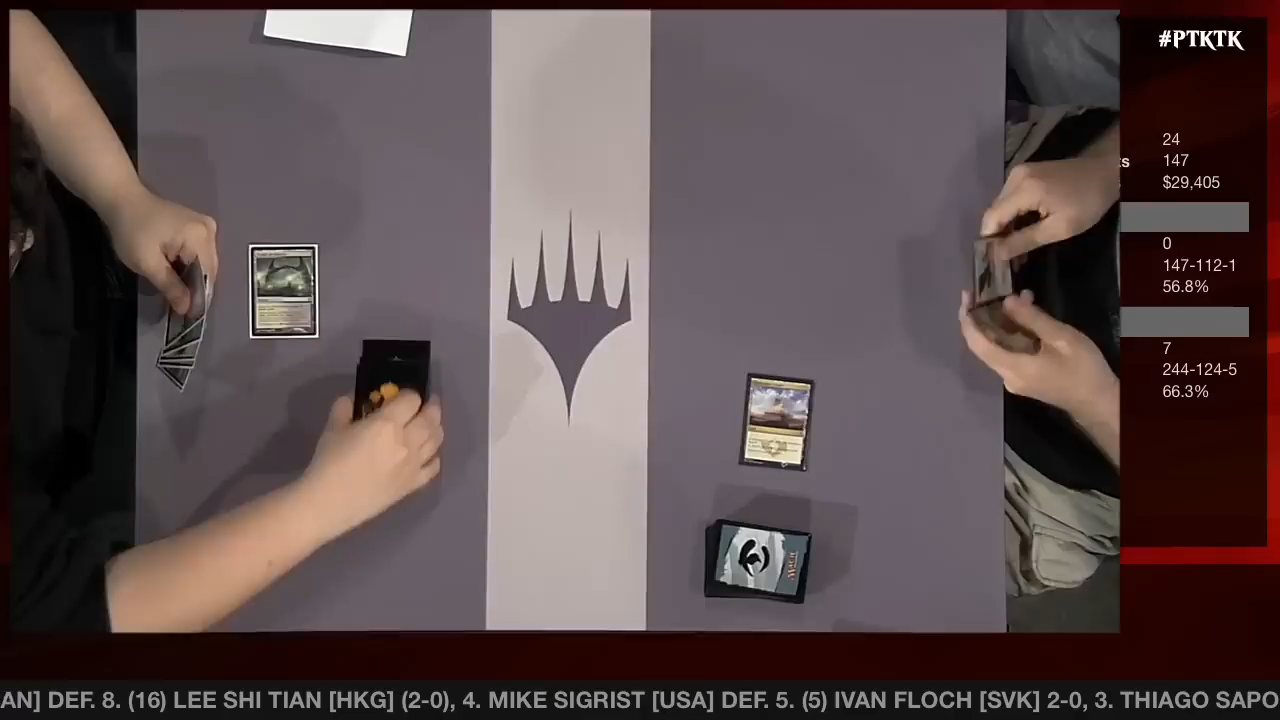 #PTKTK
24
ts 147
$29,405
0
147-112-1
56.8%
7
244-124-5
66.3%
MAGIC
AN] DEF. 8. (16) LEE SHI TIAN [HKG] (2-0), 4. MIKE SIGRIST [USA] DEF. 5. (5) IVAN FLOCH [SVK] 2-0, 3. THIAGO SAPO